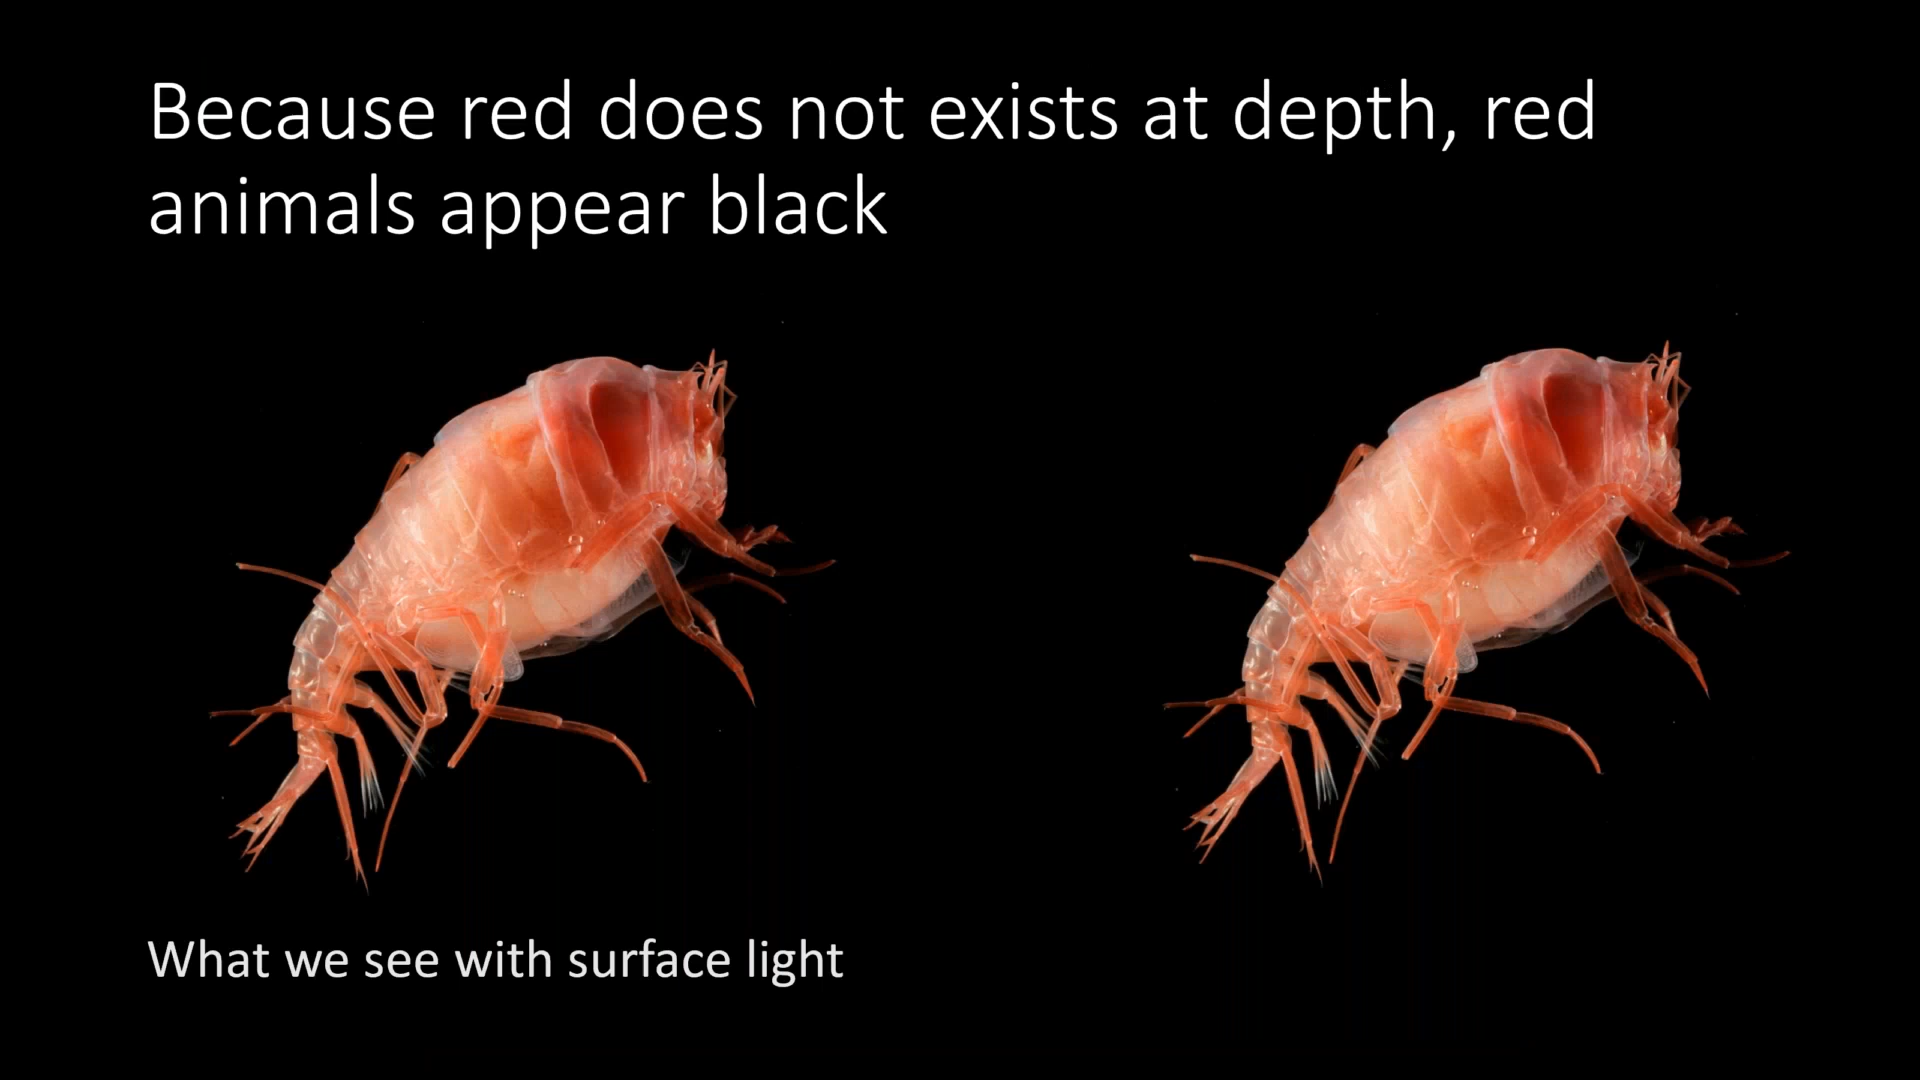 Because red does not exists at depth, red
animals appear black
What we see with surface light